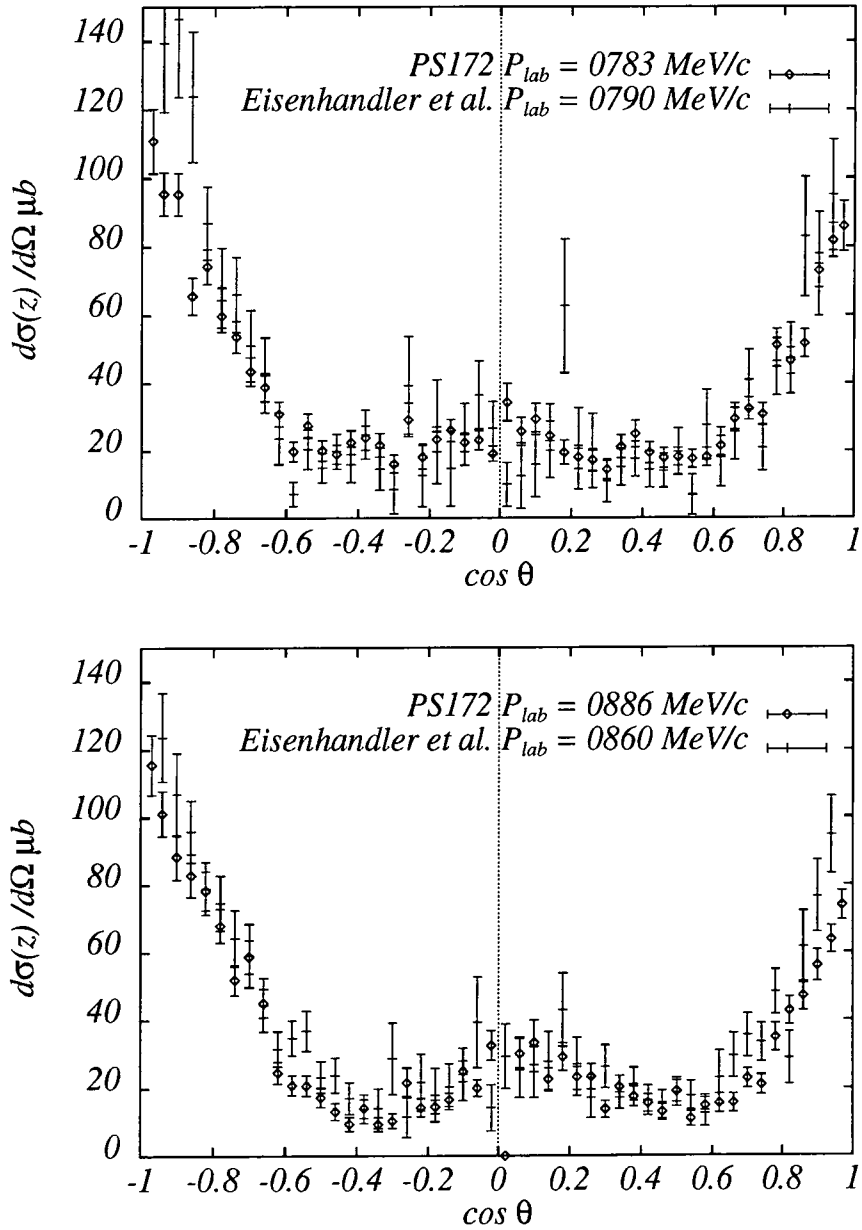 140
120
100
80
60
40
20
0
dσ(z) /dΩ μb
PS172 P_lab = 0783 MeV/c
Eisenhandler et al. P_lab = 0790 MeV/c
-1 -0.8 -0.6 -0.4 -0.2 0 0.2 0.4 0.6 0.8 1
cos θ
140
120
100
80
60
40
20
0
dσ(z) /dΩ μb
PS172 P_lab = 0886 MeV/c
Eisenhandler et al. P_lab = 0860 MeV/c
-1 -0.8 -0.6 -0.4 -0.2 0 0.2 0.4 0.6 0.8 1
cos θ